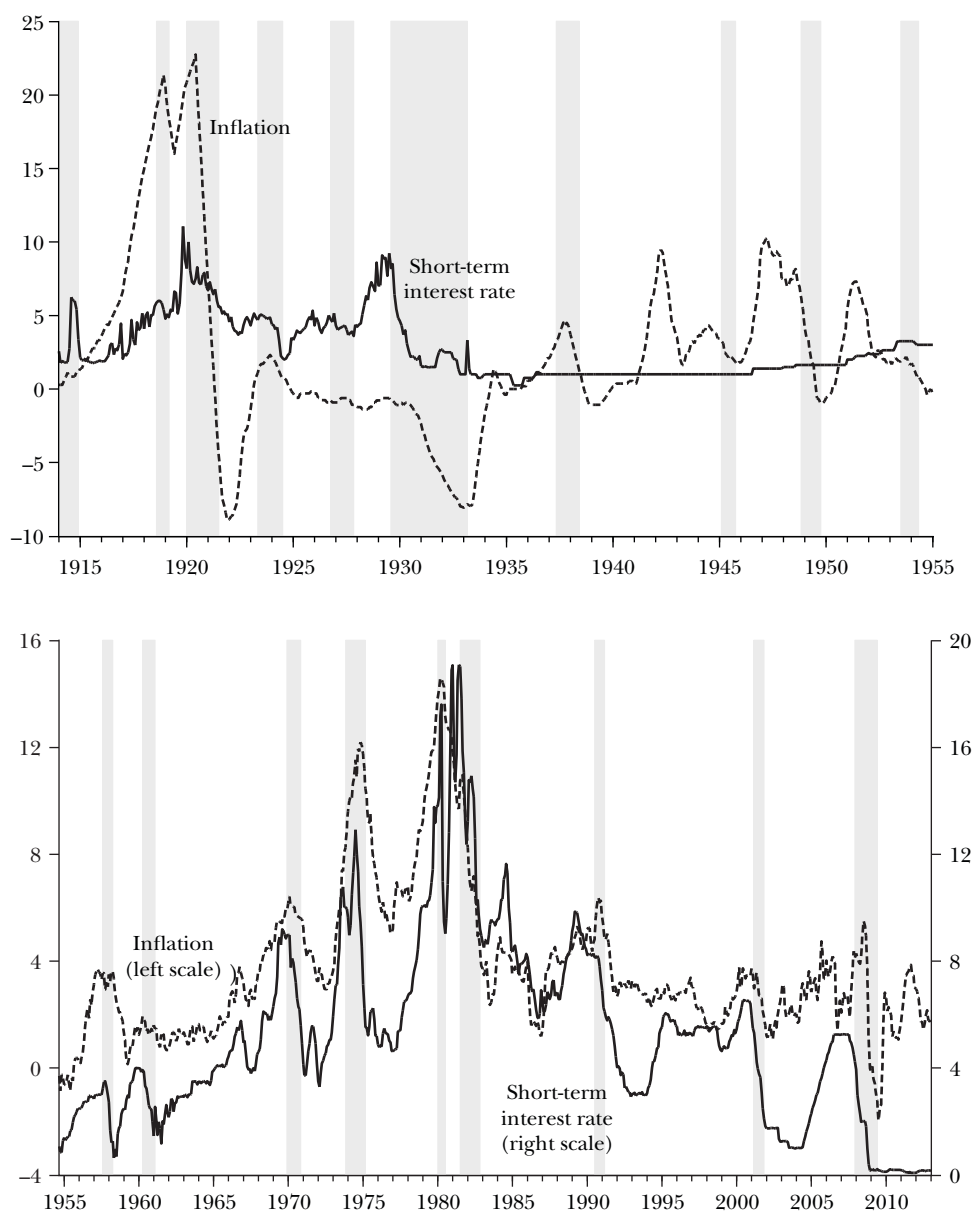 25
20
15
10
5
0
–5
–10
Inflation
Short-term
interest rate
1915 1920 1925 1930 1935 1940 1945 1950 1955
16
12
8
4
0
–4
20
16
12
8
4
0
Inflation
(left scale)
Short-term
interest rate
(right scale)
1955 1960 1965 1970 1975 1980 1985 1990 1995 2000 2005 2010